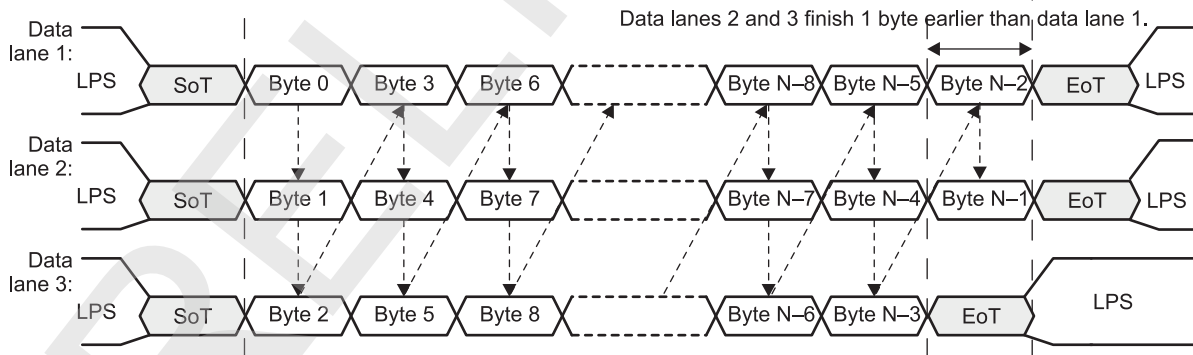 Data lanes 2 and 3 finish 1 byte earlier than data lane 1.
Data
lane 1:
LPS SoT Byte 0 Byte 3 Byte 6 Byte N–8 Byte N–5 Byte N–2 EoT LPS
Data
lane 2:
LPS SoT Byte 1 Byte 4 Byte 7 Byte N–7 Byte N–4 Byte N–1 EoT LPS
Data
lane 3:
LPS SoT Byte 2 Byte 5 Byte 8 Byte N–6 Byte N–3 EoT LPS